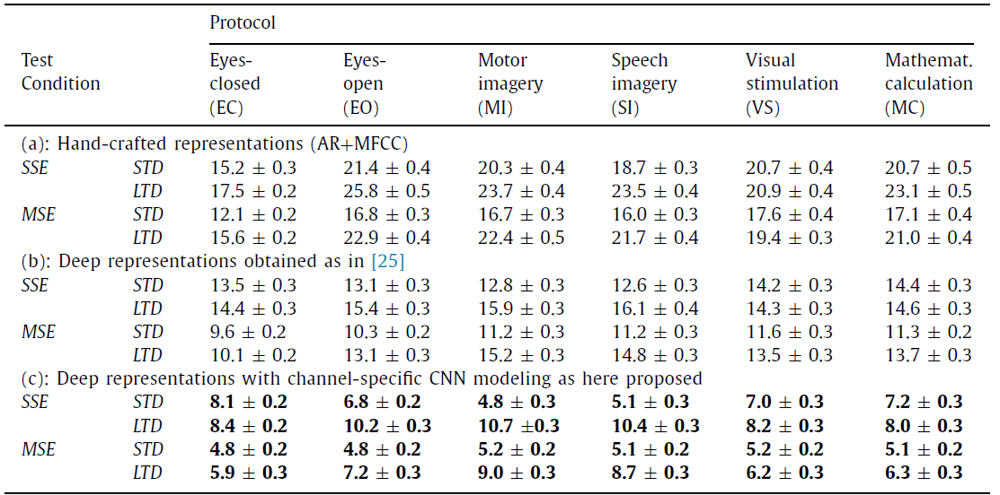 Protocol
Test Eyes- Eyes- Motor Speech Visual Mathemat.
Condition closed open imagery imagery stimulation calculation
(EC) (EO) (MI) (SI) (VS) (MC)
(a): Hand-crafted representations (AR+MFCC)
SSE STD 15.2 ± 0.3 21.4 ± 0.4 20.3 ± 0.4 18.7 ± 0.3 20.7 ± 0.4 20.7 ± 0.5
LTD 17.5 ± 0.2 25.8 ± 0.5 23.7 ± 0.4 23.5 ± 0.4 20.9 ± 0.4 23.1 ± 0.5
MSE STD 12.1 ± 0.2 16.8 ± 0.3 16.7 ± 0.3 16.0 ± 0.3 17.6 ± 0.4 17.1 ± 0.4
LTD 15.6 ± 0.2 22.9 ± 0.4 22.4 ± 0.5 21.7 ± 0.4 19.4 ± 0.3 21.0 ± 0.4
(b): Deep representations obtained as in [25]
SSE STD 13.5 ± 0.3 13.1 ± 0.3 12.8 ± 0.3 12.6 ± 0.3 14.2 ± 0.3 14.4 ± 0.3
LTD 14.4 ± 0.3 15.4 ± 0.3 15.9 ± 0.3 16.1 ± 0.4 14.3 ± 0.3 14.6 ± 0.3
MSE STD 9.6 ± 0.2 10.3 ± 0.2 11.2 ± 0.3 11.2 ± 0.3 11.6 ± 0.3 11.3 ± 0.2
LTD 10.1 ± 0.2 13.1 ± 0.3 15.2 ± 0.3 14.8 ± 0.3 13.5 ± 0.3 13.7 ± 0.3
(c): Deep representations with channel-specific CNN modeling as here proposed
SSE STD 8.1 ± 0.2 6.8 ± 0.2 4.8 ± 0.3 5.1 ± 0.3 7.0 ± 0.3 7.2 ± 0.3
LTD 8.4 ± 0.2 10.2 ± 0.3 10.7 ±0.3 10.4 ± 0.3 8.2 ± 0.3 8.0 ± 0.3
MSE STD 4.8 ± 0.2 4.8 ± 0.2 5.2 ± 0.2 5.1 ± 0.2 5.2 ± 0.2 5.1 ± 0.2
LTD 5.9 ± 0.3 7.2 ± 0.3 9.0 ± 0.3 8.7 ± 0.3 6.2 ± 0.3 6.3 ± 0.3